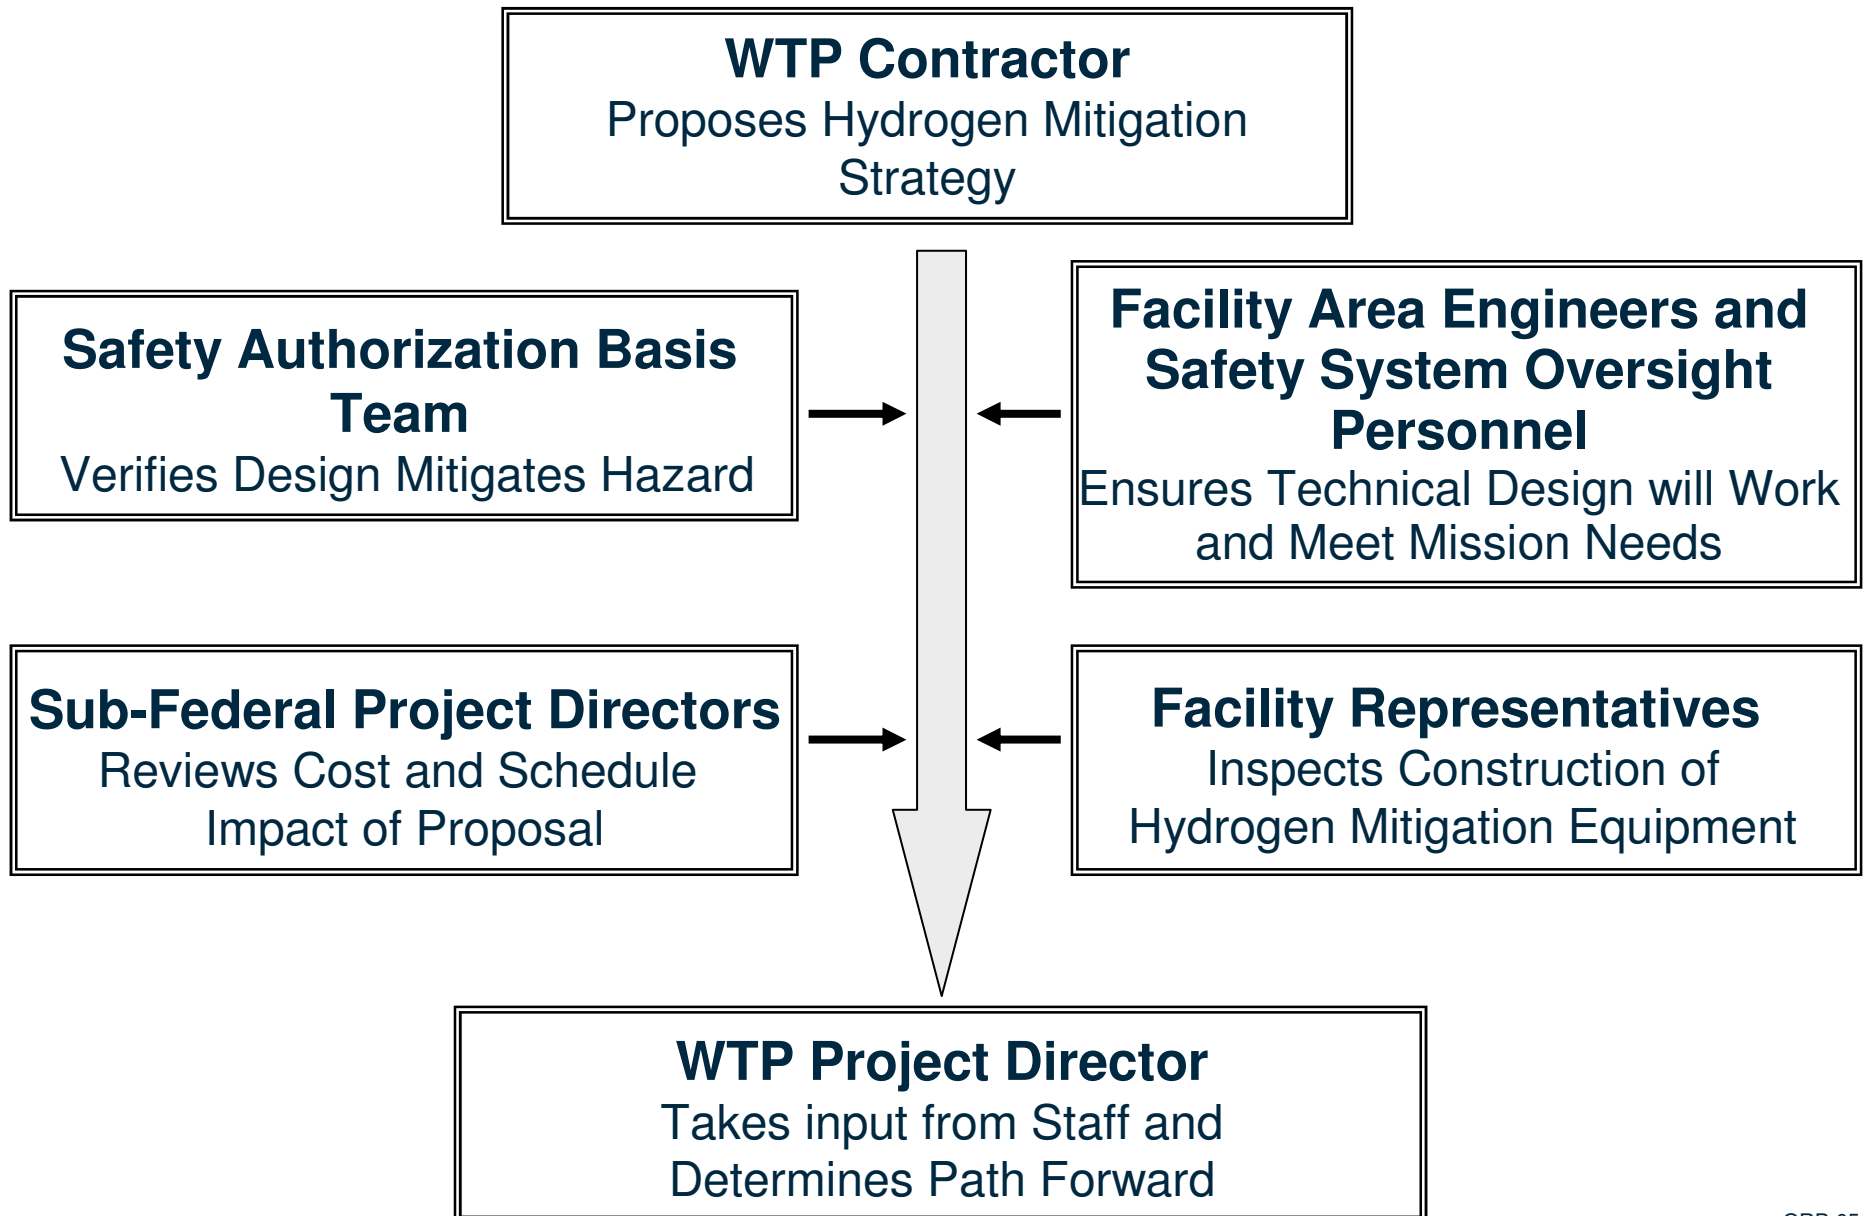 WTP Contractor
Proposes Hydrogen Mitigation
Strategy
Safety Authorization Basis
Team
Verifies Design Mitigates Hazard
Facility Area Engineers and
Safety System Oversight
Personnel
Ensures Technical Design will Work
and Meet Mission Needs
Sub-Federal Project Directors
Reviews Cost and Schedule
Impact of Proposal
Facility Representatives
Inspects Construction of
Hydrogen Mitigation Equipment
WTP Project Director
Takes input from Staff and
Determines Path Forward